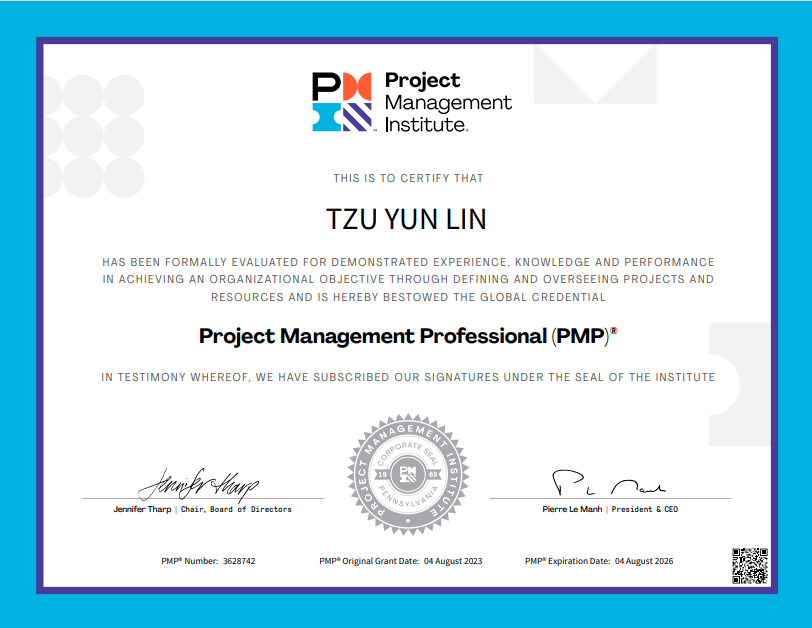 PM
Project
Management
Institute.
THIS IS TO CERTIFY THAT
TZU YUN LIN
HAS BEEN FORMALLY EVALUATED FOR DEMONSTRATED EXPERIENCE, KNOWLEDGE AND PERFORMANCE
IN ACHIEVING AN ORGANIZATIONAL OBJECTIVE THROUGH DEFINING AND OVERSEEING PROJECTS AND
RESOURCES AND IS HEREBY BESTOWED THE GLOBAL CREDENTIAL
Project Management Professional (PMP)®
IN TESTIMONY WHEREOF, WE HAVE SUBSCRIBED OUR SIGNATURES UNDER THE SEAL OF THE INSTITUTE
PROJECT MANAGEMENT INSTITUTE
CORPORATE SEAL
19 PM 69
PENNSYLVANIA
Jennifer Tharp
Jennifer Tharp | Chair, Board of Directors
Pierre Le Manh | President & CEO
PMP® Number: 3628742
PMP® Original Grant Date: 04 August 2023
PMP® Expiration Date: 04 August 2026